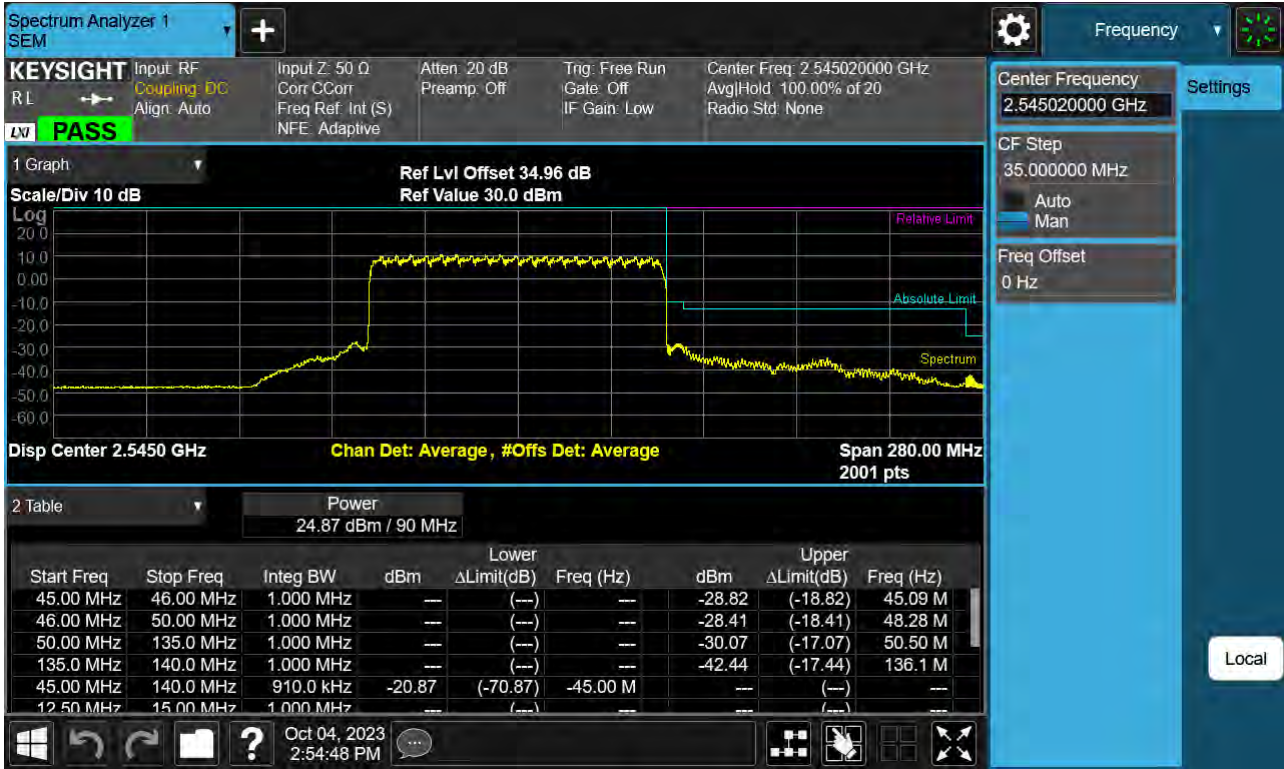 Spectrum Analyzer 1
SEM
Frequency
KEYSIGHT
R L
LXI
PASS
Input: RF
Coupling: DC
Align: Auto
Input Z: 50 Ω
Corr CCorr
Freq Ref: Int (S)
NFE: Adaptive
Atten: 20 dB
Preamp: Off
Trig: Free Run
Gate: Off
IF Gain: Low
Center Freq: 2.545020000 GHz
Avg|Hold: 100.00% of 20
Radio Std: None
Center Frequency
2.545020000 GHz
Settings
CF Step
35.000000 MHz
Auto
Man
Freq Offset
0 Hz
1 Graph
Scale/Div 10 dB
Ref Lvl Offset 34.96 dB
Ref Value 30.0 dBm
Log
20.0
10.0
0.00
-10.0
-20.0
-30.0
-40.0
-50.0
-60.0
Relative Limit
Absolute Limit
Spectrum
Disp Center 2.5450 GHz
Chan Det: Average, #Offs Det: Average
Span 280.00 MHz
2001 pts
2 Table
Power
24.87 dBm / 90 MHz
Lower Upper
Start Freq Stop Freq Integ BW dBm ΔLimit(dB) Freq (Hz) dBm ΔLimit(dB) Freq (Hz)
45.00 MHz 46.00 MHz 1.000 MHz --- (---) --- -28.82 (-18.82) 45.09 M
46.00 MHz 50.00 MHz 1.000 MHz --- (---) --- -28.41 (-18.41) 48.28 M
50.00 MHz 135.0 MHz 1.000 MHz --- (---) --- -30.07 (-17.07) 50.50 M
135.0 MHz 140.0 MHz 1.000 MHz --- (---) --- -42.44 (-17.44) 136.1 M
45.00 MHz 140.0 MHz 910.0 kHz -20.87 (-70.87) -45.00 M --- (---) ---
12.50 MHz 15.00 MHz 1.000 MHz --- (---) --- --- (---) ---
Local
Oct 04, 2023
2:54:48 PM